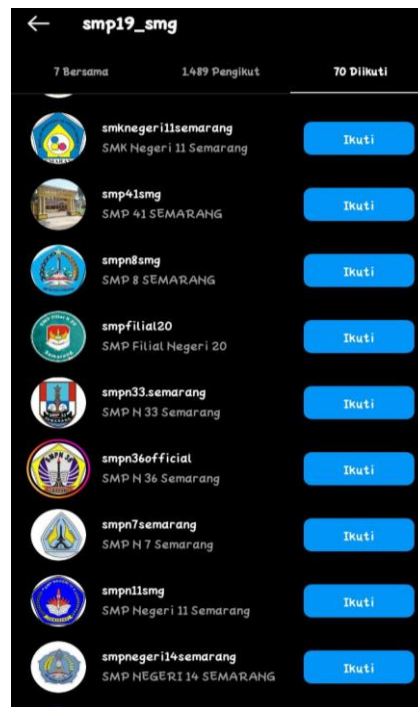 smp19_smg
7 Bersama
1.489 Pengikut
70 Diikuti
smknegeri11semarang
SMK Negeri 11 Semarang
Ikuti
smp41smg
SMP 41 SEMARANG
Ikuti
smpn8smg
SMP 8 SEMARANG
Ikuti
smpfilial20
SMP Filial Negeri 20
Ikuti
smpn33.semarang
SMP N 33 Semarang
Ikuti
smpn36official
SMP N 36 Semarang
Ikuti
smpn7semarang
SMP N 7 Semarang
Ikuti
smpn11smg
SMP Negeri 11 Semarang
Ikuti
smpnegeri14semarang
SMP NEGERI 14 SEMARANG
Ikuti